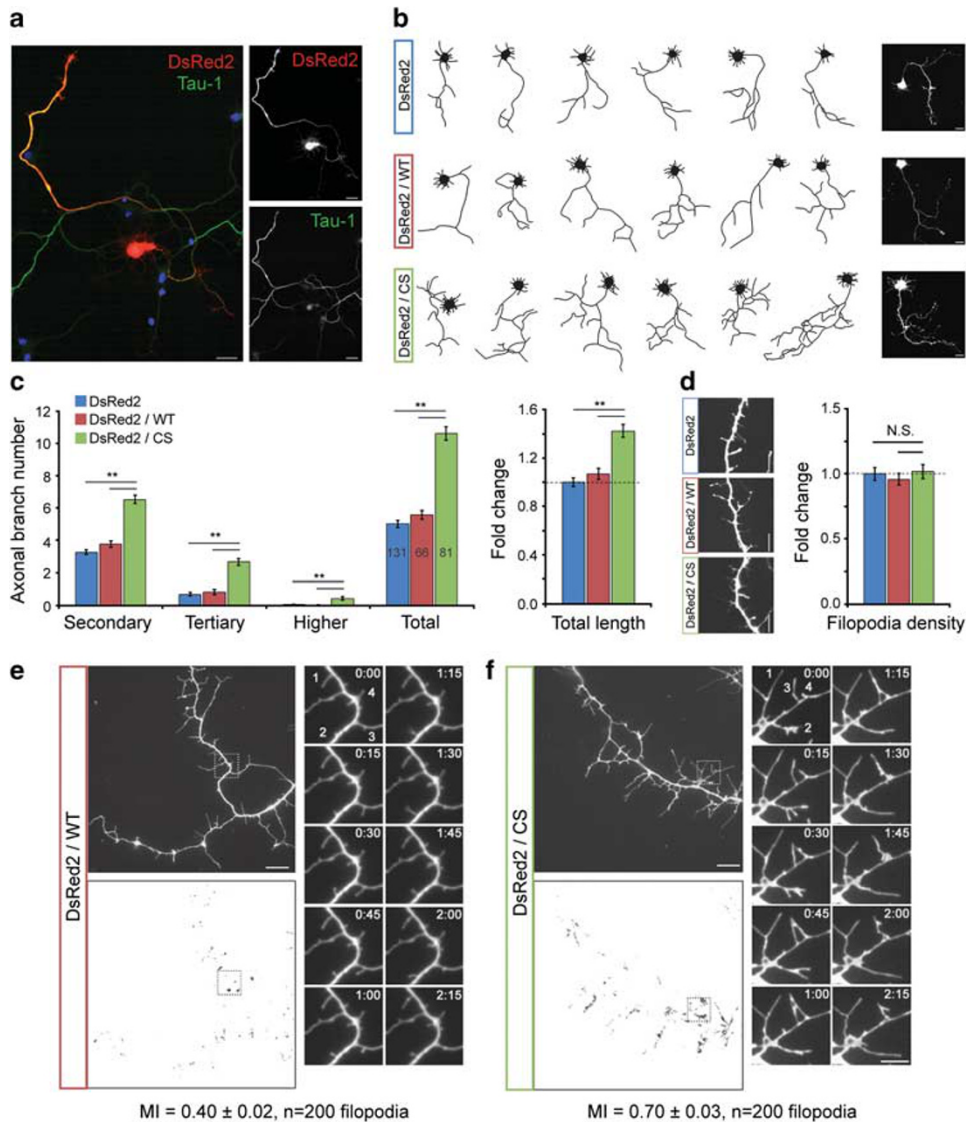 a
DsRed2
Tau-1
DsRed2
Tau-1
b
DsRed2
DsRed2 / WT
DsRed2 / CS
c
DsRed2
DsRed2 / WT
DsRed2 / CS
Axonal branch number
12
10
8
6
4
2
0
**
**
**
**
131
66
81
Secondary
Tertiary
Higher
Total
Fold change
1.6
1.2
0.8
0.4
0.0
**
Total length
d
DsRed2
DsRed2 / WT
DsRed2 / CS
Fold change
1.5
1.0
0.5
0.0
N.S.
Filopodia density
e
DsRed2 / WT
1
2
3
4
0:00
1:15
0:15
1:30
0:30
1:45
0:45
2:00
1:00
2:15
MI = 0.40 ± 0.02, n=200 filopodia
f
DsRed2 / CS
1
3
4
2
0:00
1:15
0:15
1:30
0:30
1:45
0:45
2:00
1:00
2:15
MI = 0.70 ± 0.03, n=200 filopodia